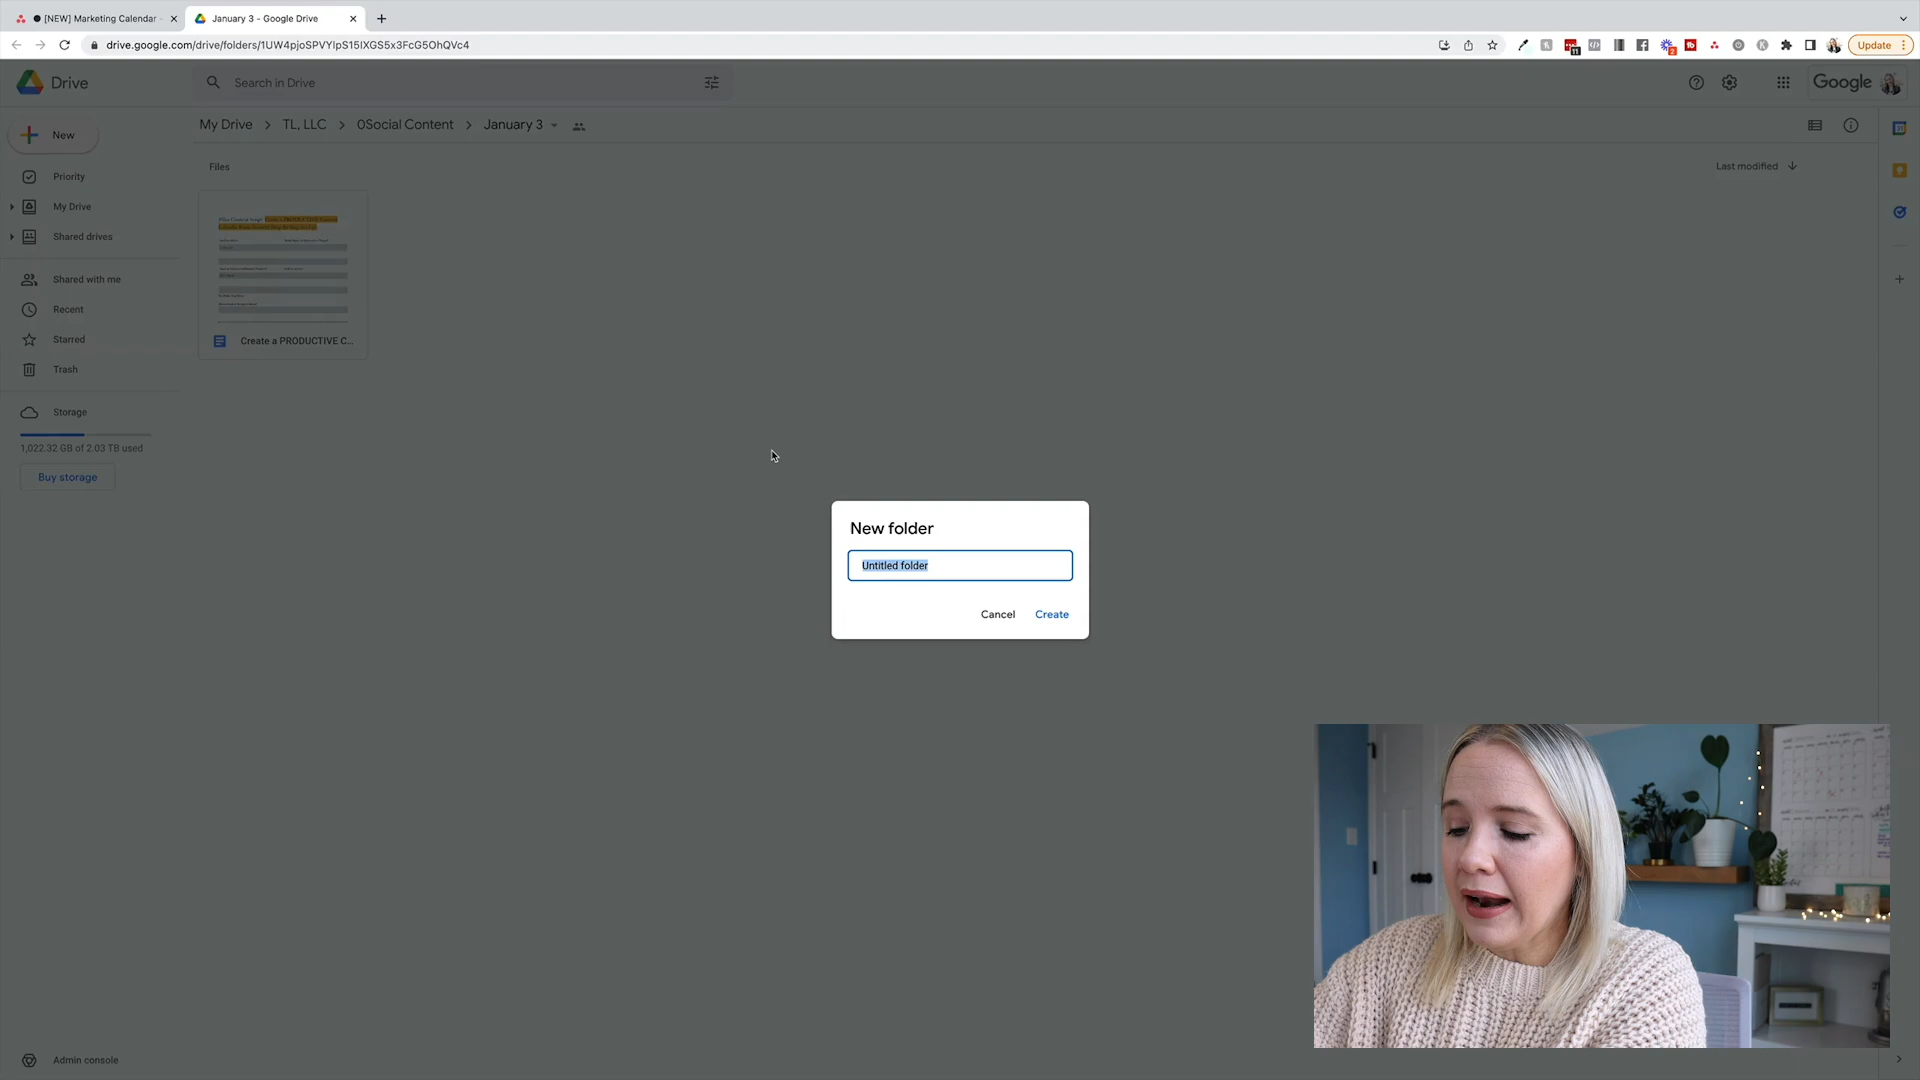 [NEW] Marketing Calendar
January 3 - Google Drive
drive.google.com/drive/folders/1UW4pjoSPVYIpS15IXGS5x3FcG5OhQVc4
Update
Drive
Search in Drive
Google
New
My Drive > TL, LLC > 0Social Content > January 3
Files
Last modified
Priority
My Drive
Shared drives
Shared with me
Recent
Starred
Trash
Storage
1,022.32 GB of 2.03 TB used
Buy storage
Create a PRODUCTIVE C...
New folder
Untitled folder
Cancel
Create
Admin console